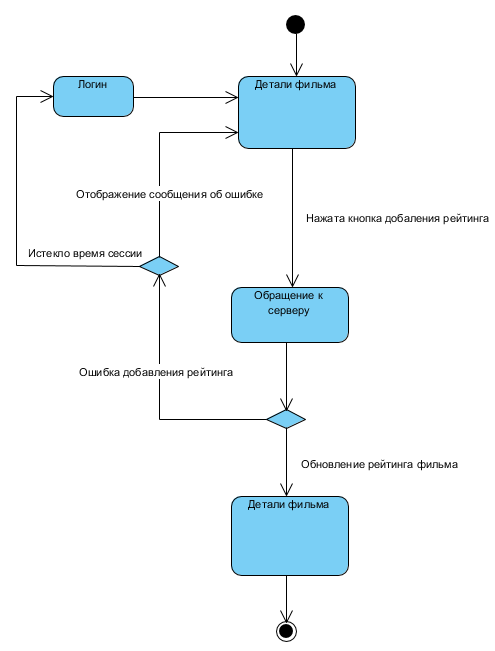 Логин
Детали фильма
Отображение сообщения об ошибке
Нажата кнопка добаления рейтинга
Истекло время сессии
Обращение к
серверу
Ошибка добавления рейтинга
Обновление рейтинга фильма
Детали фильма